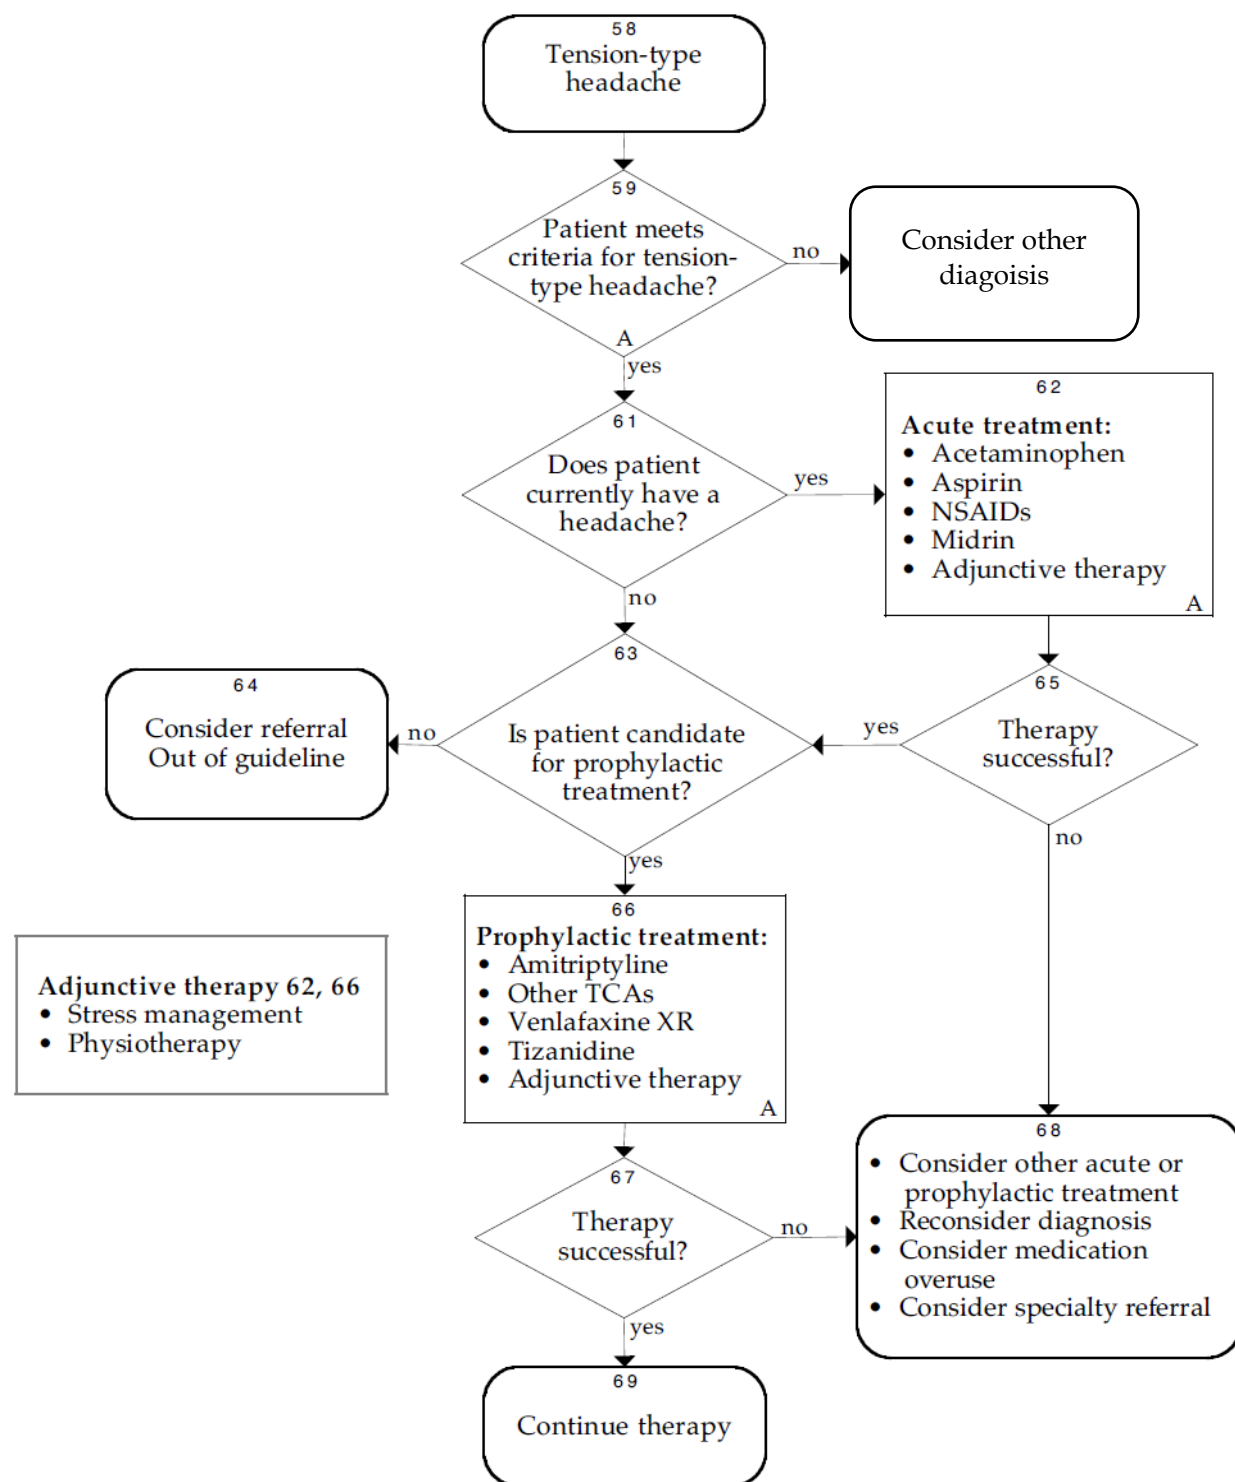 58
Tension-type
headache
59
Patient meets
criteria for tension-
type headache?
A
no
Consider other
diagoisis
yes
61
Does patient
currently have a
headache?
yes
62
Acute treatment:
• Acetaminophen
• Aspirin
• NSAIDs
• Midrin
• Adjunctive therapy
A
no
63
Is patient candidate
for prophylactic
treatment?
no
64
Consider referral
Out of guideline
65
Therapy
successful?
yes
no
yes
66
Prophylactic treatment:
• Amitriptyline
• Other TCAs
• Venlafaxine XR
• Tizanidine
• Adjunctive therapy
A
Adjunctive therapy 62, 66
• Stress management
• Physiotherapy
67
Therapy
successful?
no
68
• Consider other acute or
prophylactic treatment
• Reconsider diagnosis
• Consider medication
overuse
• Consider specialty referral
yes
69
Continue therapy